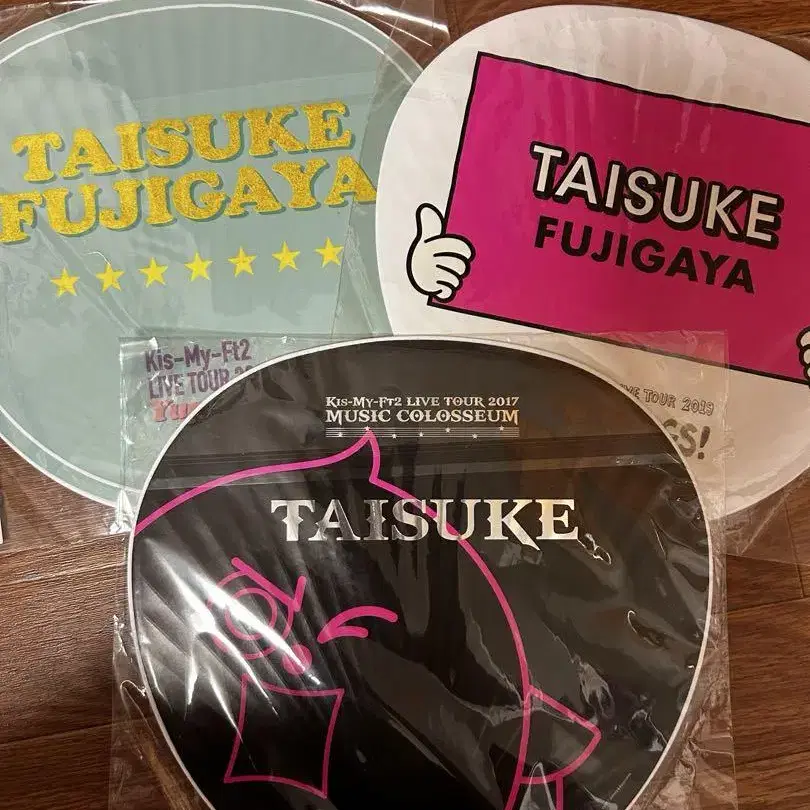 TAISUKE
FUJIGAYA
Kis-My-Ft2
LIVE TOUR
TAISUKE
FUJIGAYA
TOUR 2019
Kis-My-Ft2 LIVE TOUR 2017
MUSIC COLOSSEUM
TAISUKE